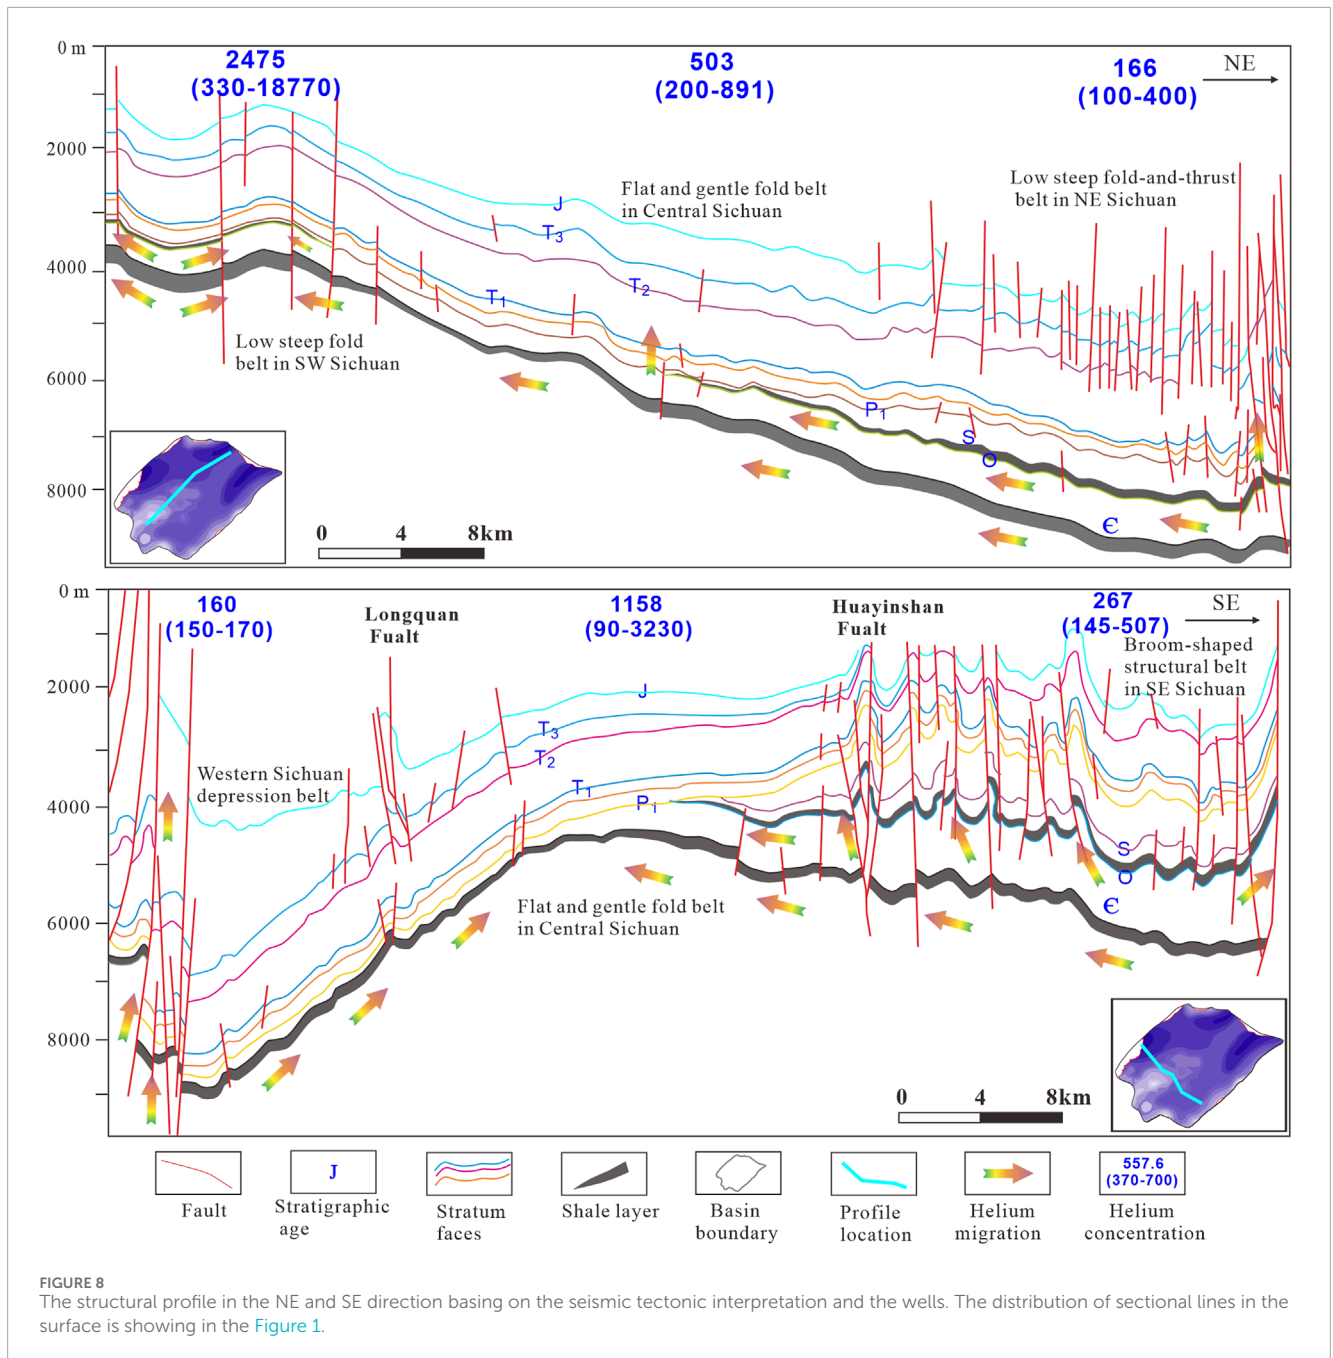 0 m
2000
4000
6000
8000
2475
(330-18770)
503
(200-891)
166
(100-400)
NE
Flat and gentle fold belt
in Central Sichuan
Low steep fold-and-thrust
belt in NE Sichuan
J
T3
T2
T1
P1
S
O
Є
Low steep fold
belt in SW Sichuan
0 4 8km
0 m
2000
4000
6000
8000
160
(150-170)
Longquan
Fualt
1158
(90-3230)
Huayinshan
Fualt
267
(145-507)
SE
Broom-shaped
structural belt
in SE Sichuan
Western Sichuan
depression belt
J
T3
T2
T1
P1
S
O
Є
Flat and gentle fold belt
in Central Sichuan
0 4 8km
J
557.6
(370-700)
Fault
Stratigraphic
age
Stratum
faces
Shale layer
Basin
boundary
Profile
location
Helium
migration
Helium
concentration
FIGURE 8
The structural profile in the NE and SE direction basing on the seismic tectonic interpretation and the wells. The distribution of sectional lines in the
surface is showing in the Figure 1.